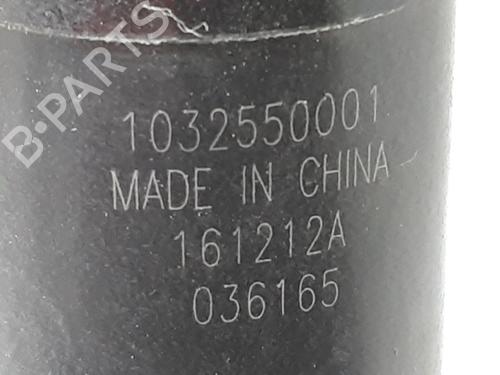 B-PARTS
1032550001
MADE IN CHINA
161212A
036165